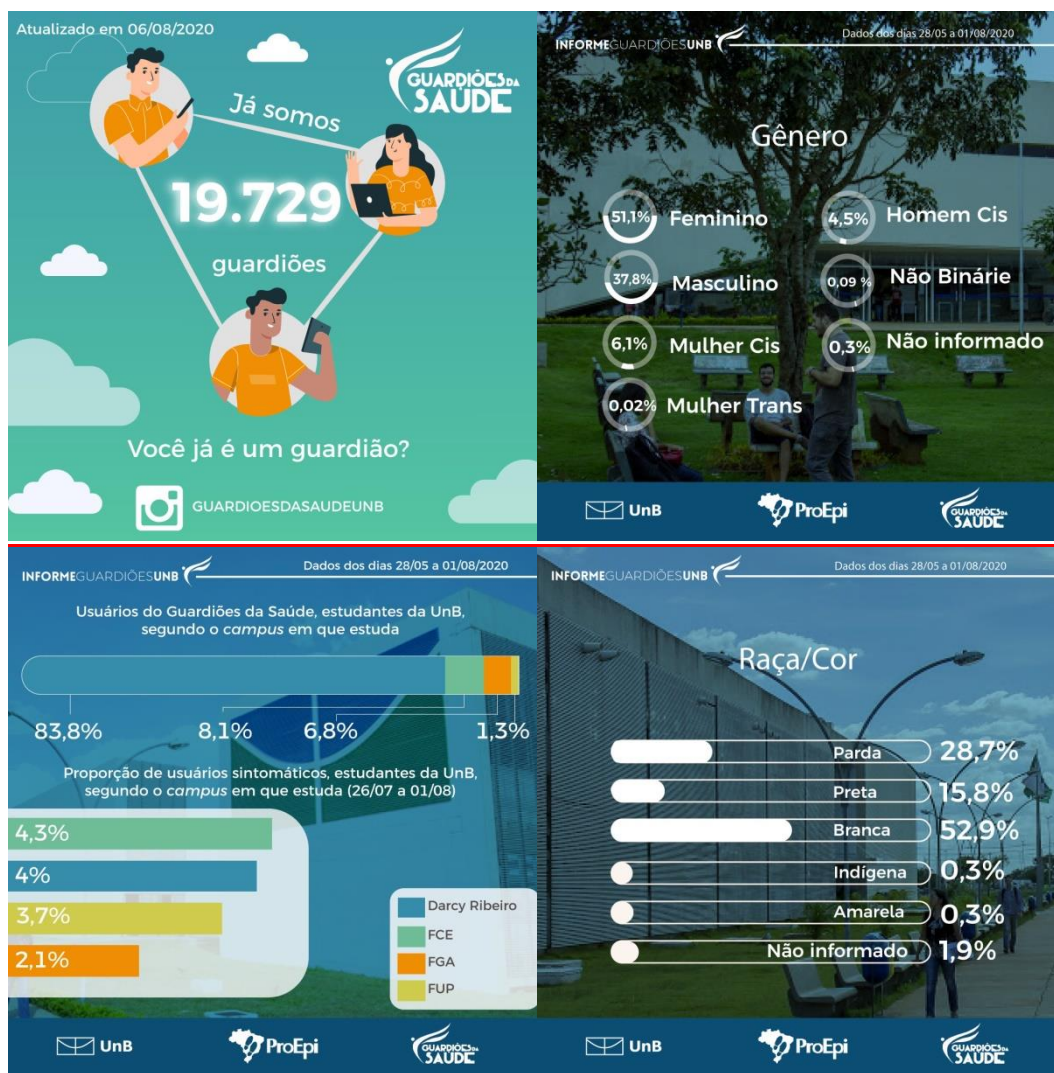 Atualizado em 06/08/2020
GUARDIÕES DA
SAÚDE
Já somos
19.729
guardiões
Você já é um guardião?
GUARDIOESDASAUDEUNB
INFORMEGUARDIÕESUNB
Dados dos dias 28/05 a 01/08/2020
Gênero
51,1% Feminino
4,5% Homem Cis
37,8% Masculino
0,09 % Não Binárie
6,1% Mulher Cis
0,3% Não informado
0,02% Mulher Trans
UnB
ProEpi
GUARDIÕES DA
SAÚDE
INFORMEGUARDIÕESUNB
Dados dos dias 28/05 a 01/08/2020
Usuários do Guardiões da Saúde, estudantes da UnB,
segundo o campus em que estuda
83,8% 8,1% 6,8% 1,3%
Proporção de usuários sintomáticos, estudantes da UnB,
segundo o campus em que estuda (26/07 a 01/08)
4,3%
4%
3,7%
2,1%
Darcy Ribeiro
FCE
FGA
FUP
UnB
ProEpi
GUARDIÕES DA
SAÚDE
INFORMEGUARDIÕESUNB
Dados dos dias 28/05 a 01/08/2020
Raça/Cor
Parda 28,7%
Preta 15,8%
Branca 52,9%
Indígena 0,3%
Amarela 0,3%
Não informado 1,9%
UnB
ProEpi
GUARDIÕES DA
SAÚDE